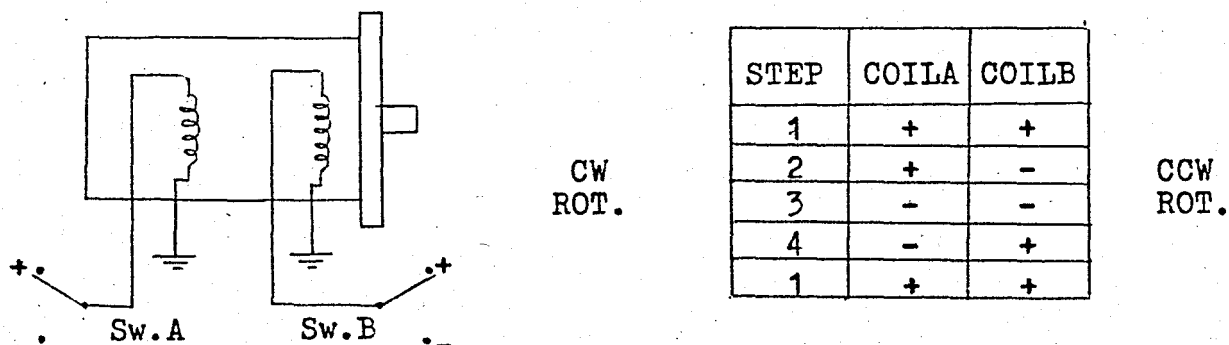 STEP COILA COILB
1 + +
2 + -
3 - -
4 - +
1 + +
CW
ROT.
CCW
ROT.
+ . . +
Sw.A Sw.B
. . -